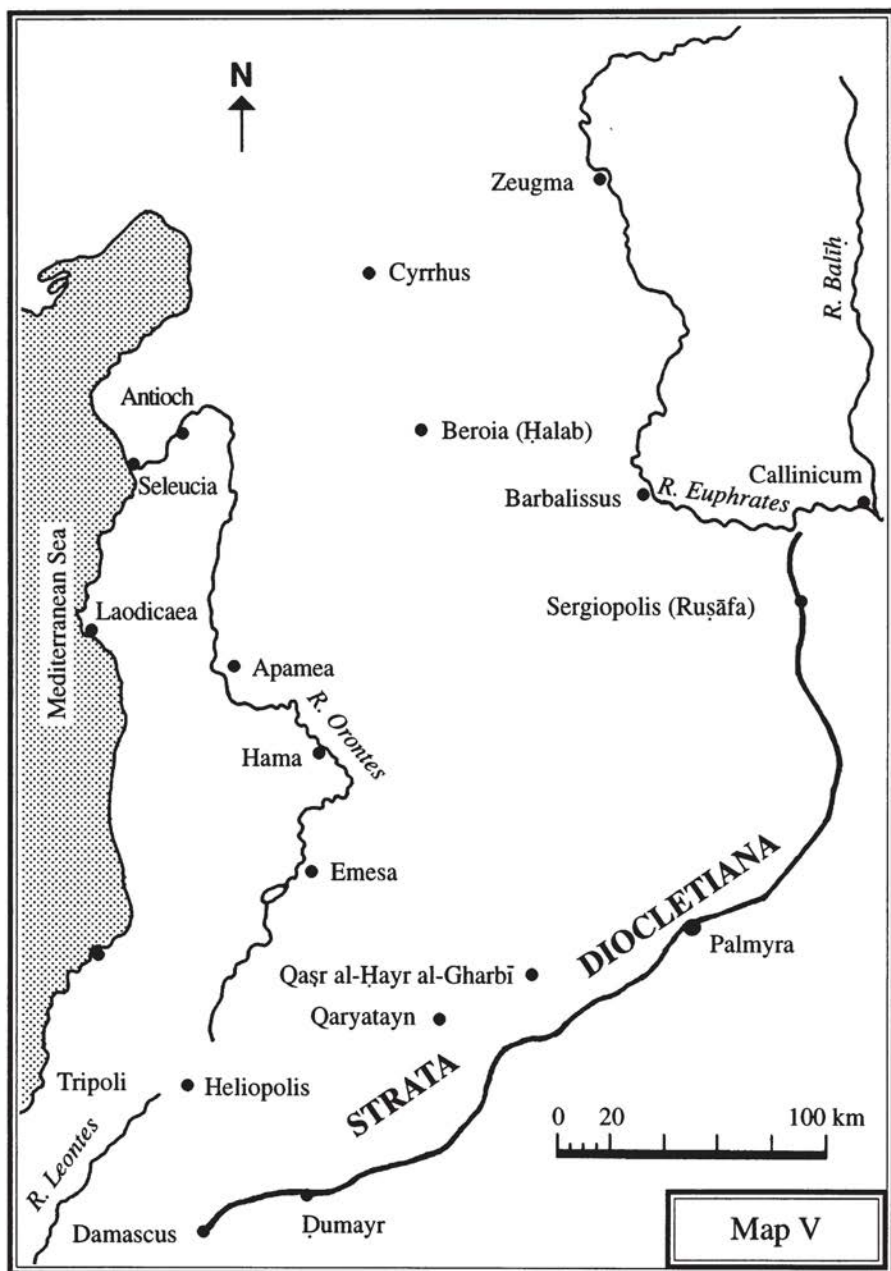 N
Zeugma
Cyrrhus
R. Balīḥ
Antioch
Beroia (Ḥalab)
Seleucia
Callinicum
Barbalissus
R. Euphrates
Mediterranean Sea
Laodicaea
Sergiopolis (Ruṣāfa)
Apamea
R. Orontes
Hama
Emesa
STRATA DIOCLETIANA
Palmyra
Qaṣr al-Ḥayr al-Gharbī
Qaryatayn
Tripoli
Heliopolis
0 20 100 km
R. Leontes
Damascus
Ḍumayr
Map V